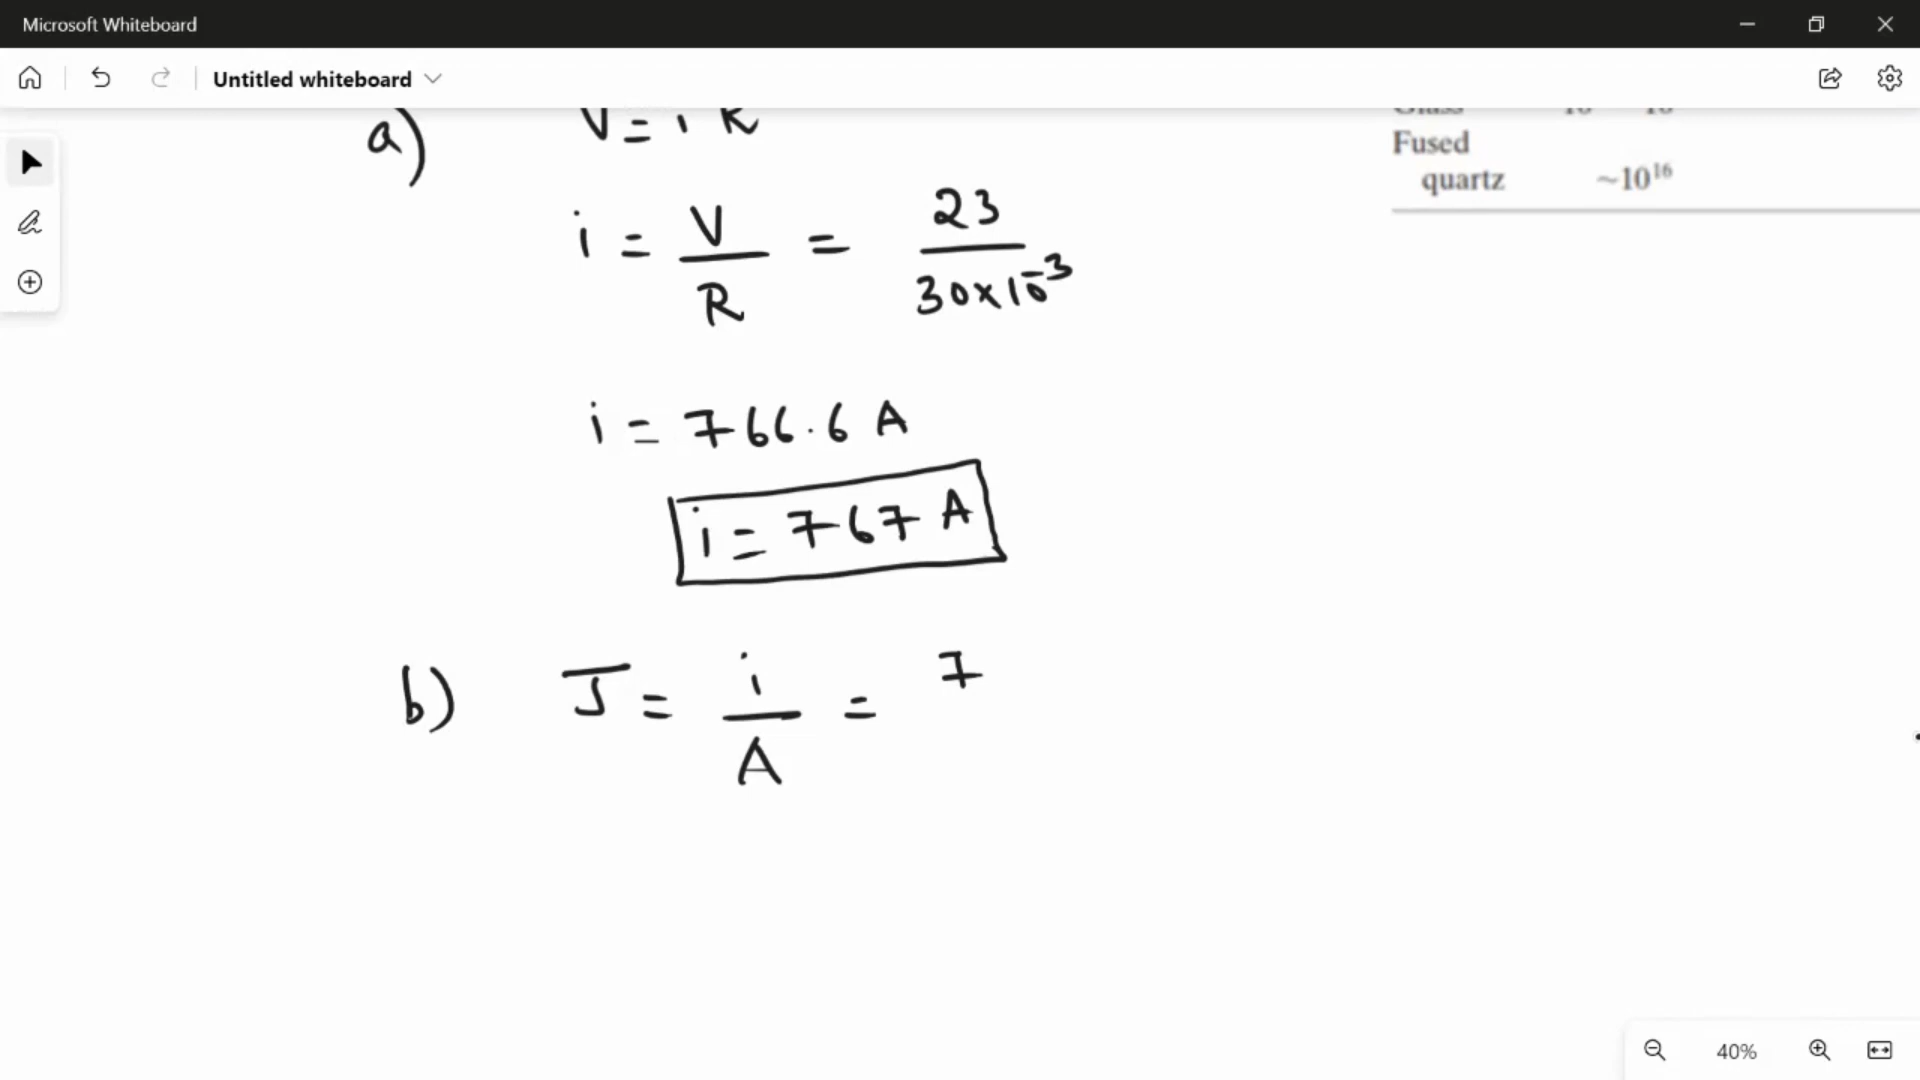 Microsoft Whiteboard
Untitled whiteboard
a) V = i R
Fused
quartz ~10¹⁶
i = V/R = 23/30×10⁻³
i = 766.6 A
i = 767 A
b) J = i/A = 7
40%